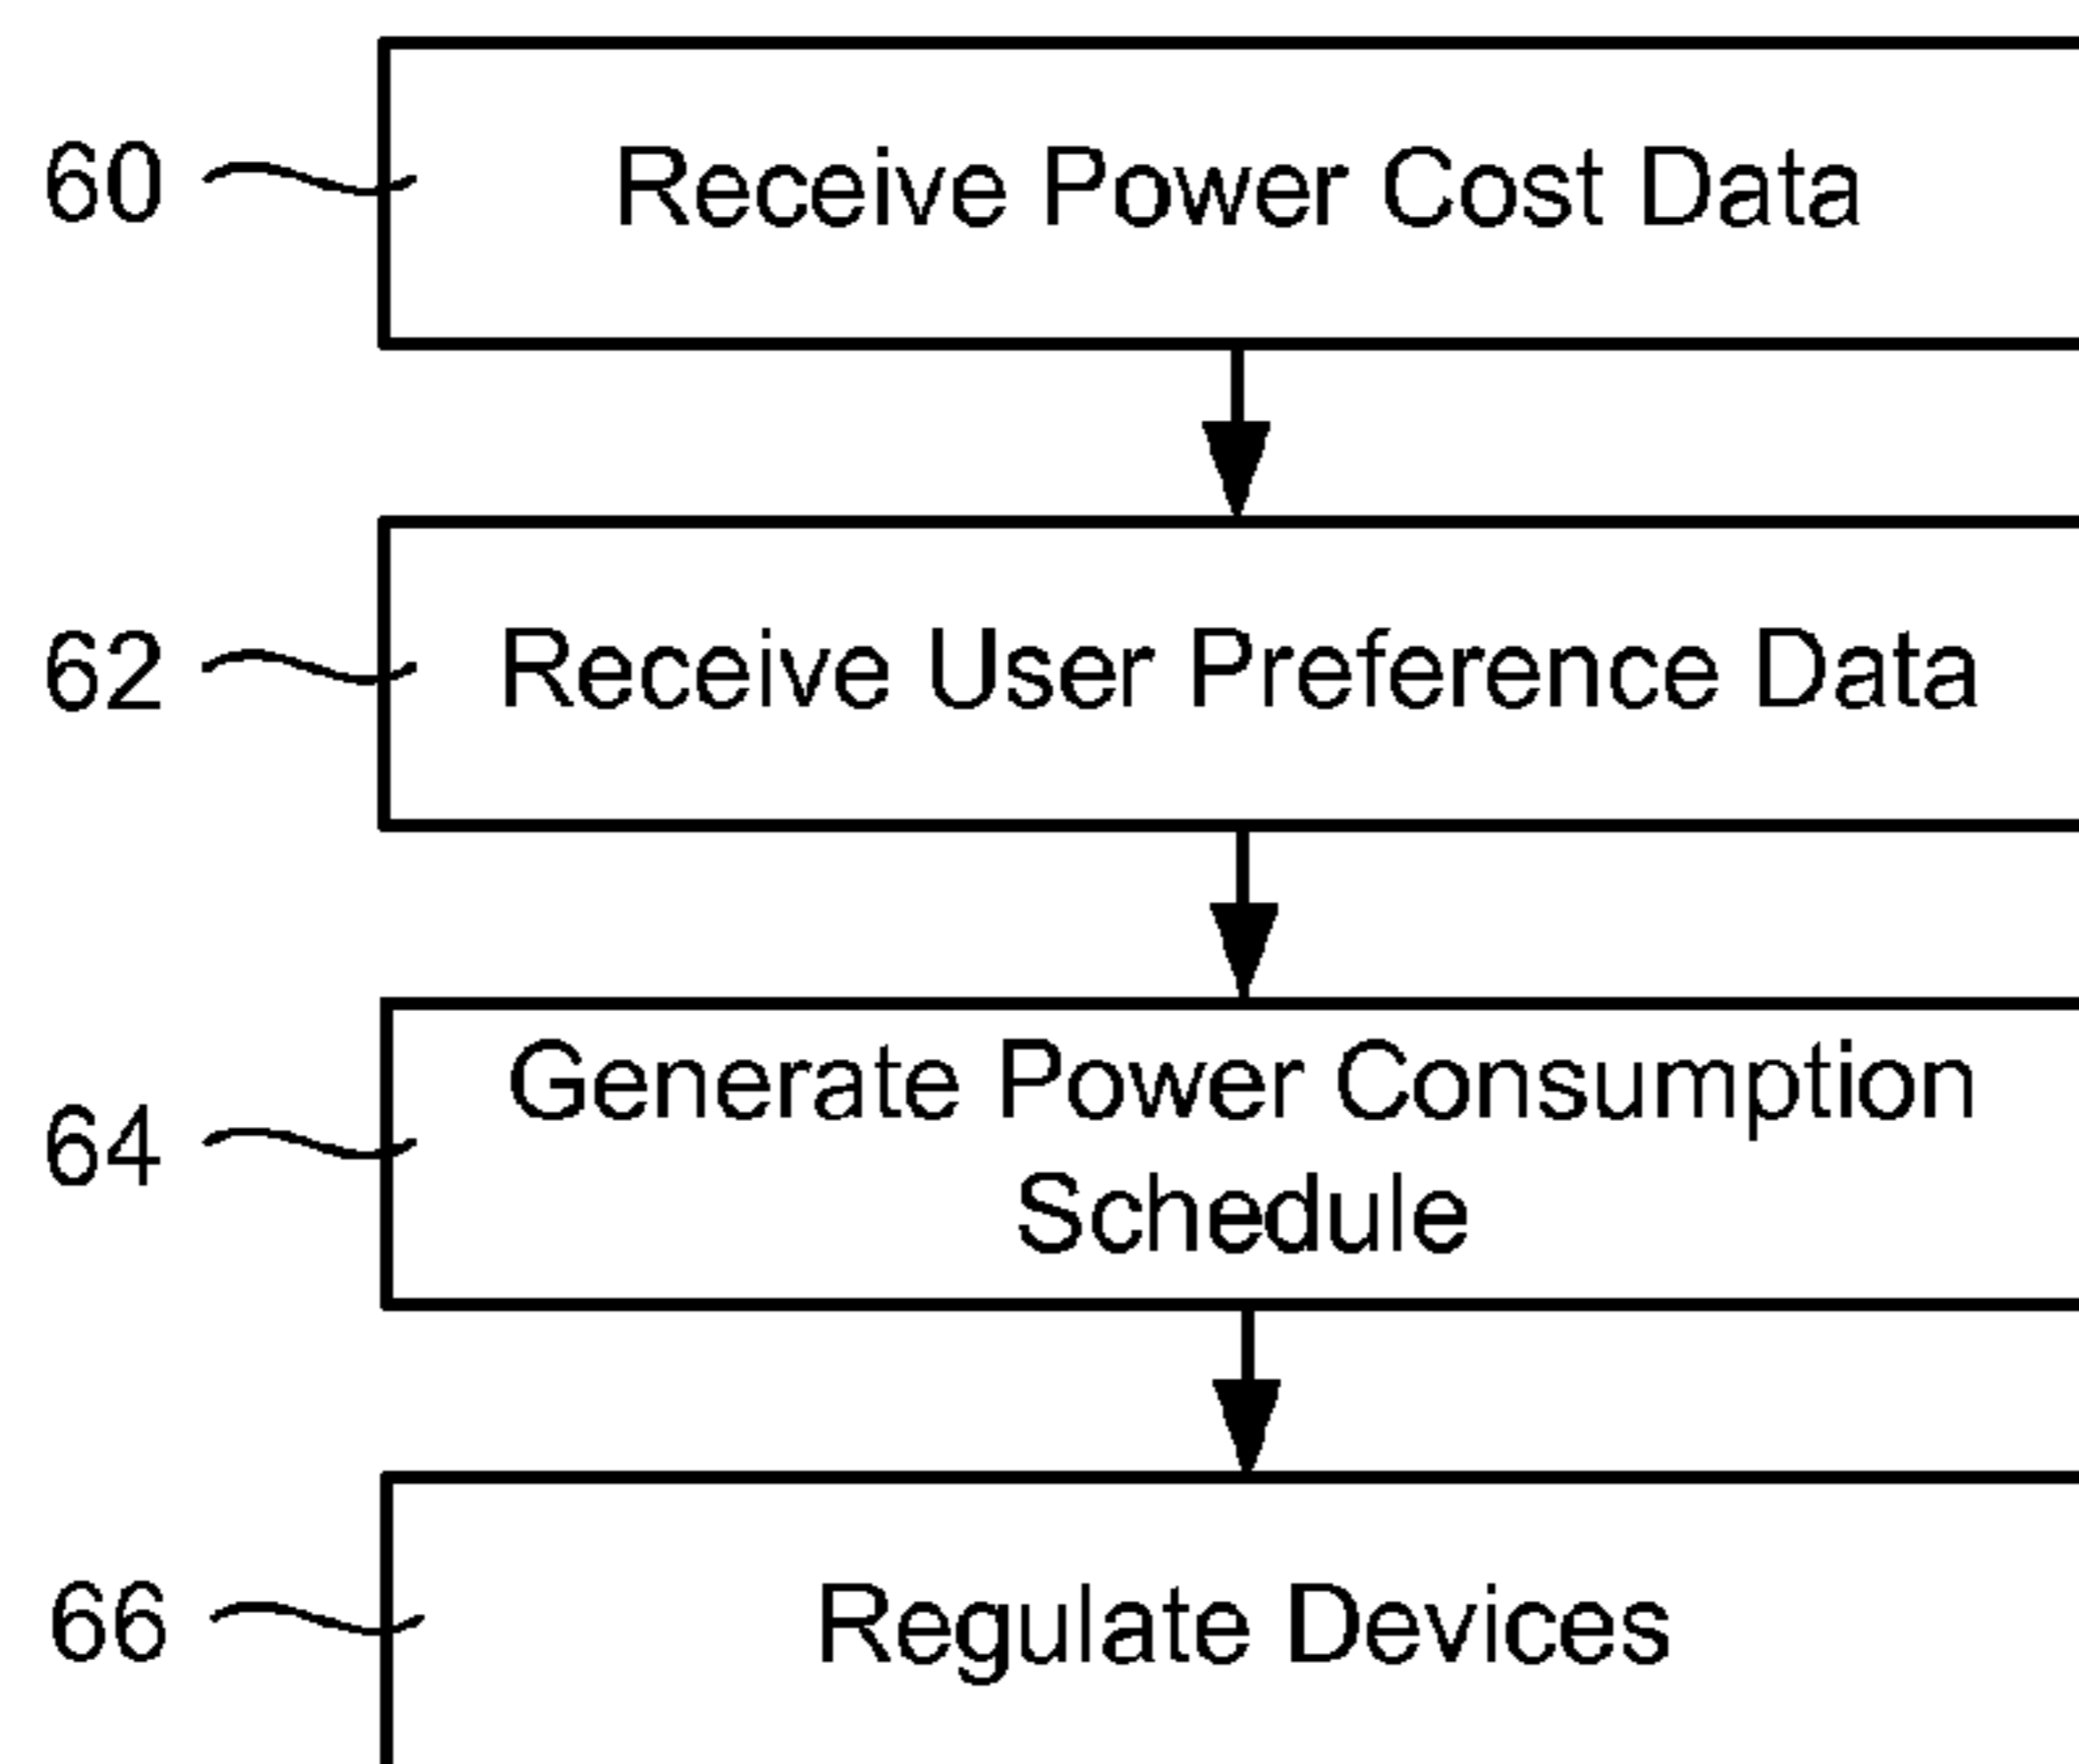 60
Receive Power Cost Data
62
Receive User Preference Data
64
Generate Power Consumption
Schedule
66
Regulate Devices